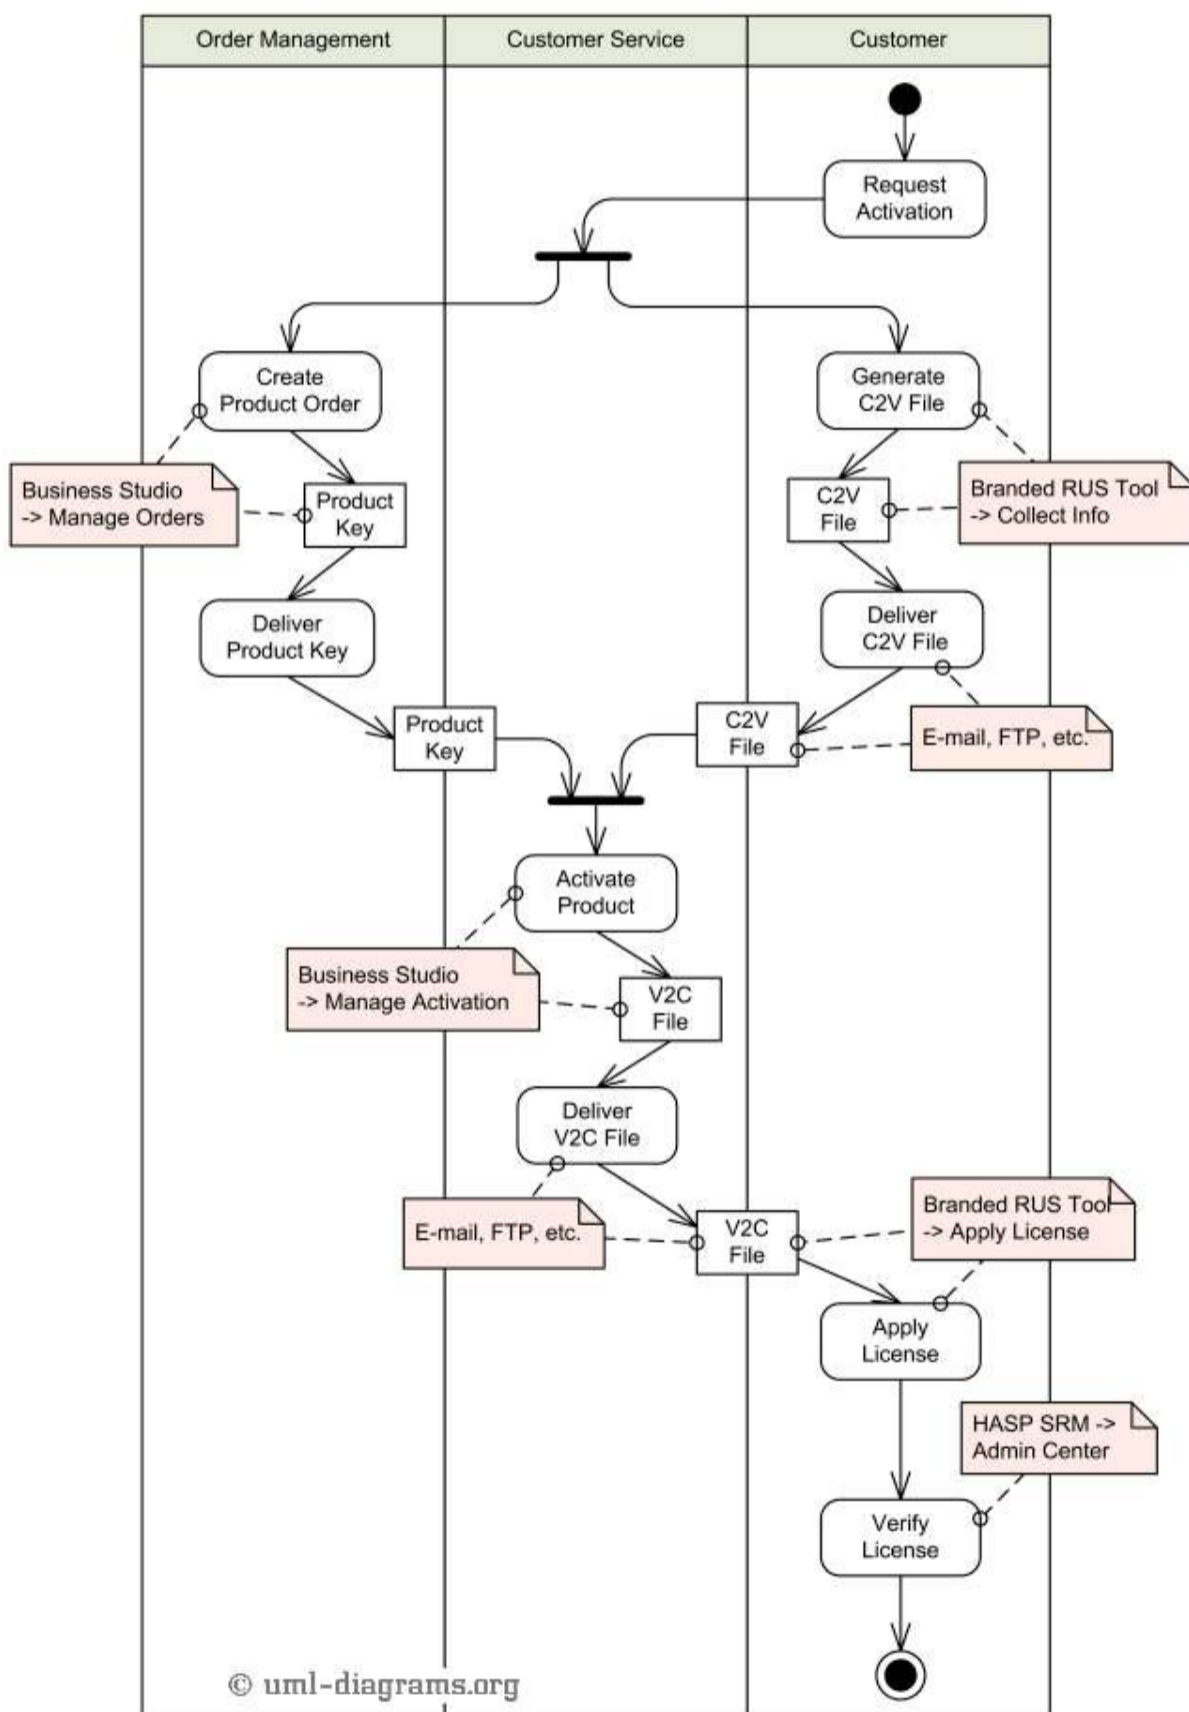 Order Management
Customer Service
Customer
Request
Activation
Create
Product Order
Generate
C2V File
Business Studio
-> Manage Orders
Product
Key
C2V
File
Branded RUS Tool
-> Collect Info
Deliver
Product Key
Deliver
C2V File
Product
Key
C2V
File
E-mail, FTP, etc.
Activate
Product
Business Studio
-> Manage Activation
V2C
File
Deliver
V2C File
E-mail, FTP, etc.
V2C
File
Branded RUS Tool
-> Apply License
Apply
License
HASP SRM ->
Admin Center
Verify
License
© uml-diagrams.org